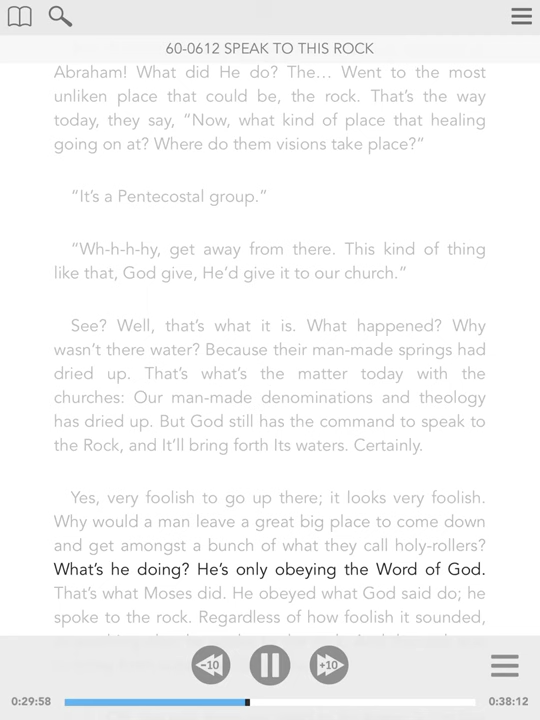 60-0612 SPEAK TO THIS ROCK
Abraham! What did He do? The… Went to the most
unliken place that could be, the rock. That’s the way
today, they say, “Now, what kind of place that healing
going on at? Where do them visions take place?”
“It’s a Pentecostal group.”
“Wh-h-h-hy, get away from there. This kind of thing
like that, God give, He’d give it to our church.”
See? Well, that’s what it is. What happened? Why
wasn’t there water? Because their man-made springs had
dried up. That’s what’s the matter today with the
churches: Our man-made denominations and theology
has dried up. But God still has the command to speak to
the Rock, and It’ll bring forth Its waters. Certainly.
Yes, very foolish to go up there; it looks very foolish.
Why would a man leave a great big place to come down
and get amongst a bunch of what they call holy-rollers?
What’s he doing? He’s only obeying the Word of God.
That’s what Moses did. He obeyed what God said do; he
spoke to the rock. Regardless of how foolish it sounded,
-10
+10
0:29:58
0:38:12